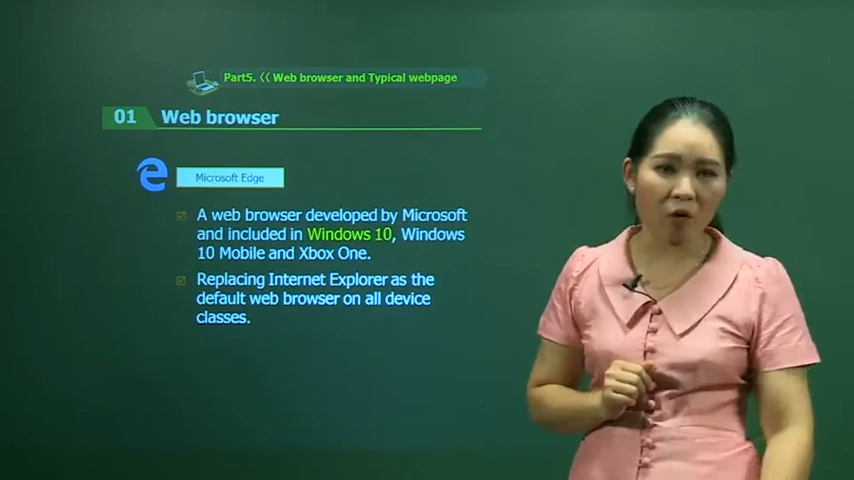 Part5. << Web browser and Typical webpage
01 Web browser
Microsoft Edge
A web browser developed by Microsoft
and included in Windows 10, Windows
10 Mobile and Xbox One.
Replacing Internet Explorer as the
default web browser on all device
classes.